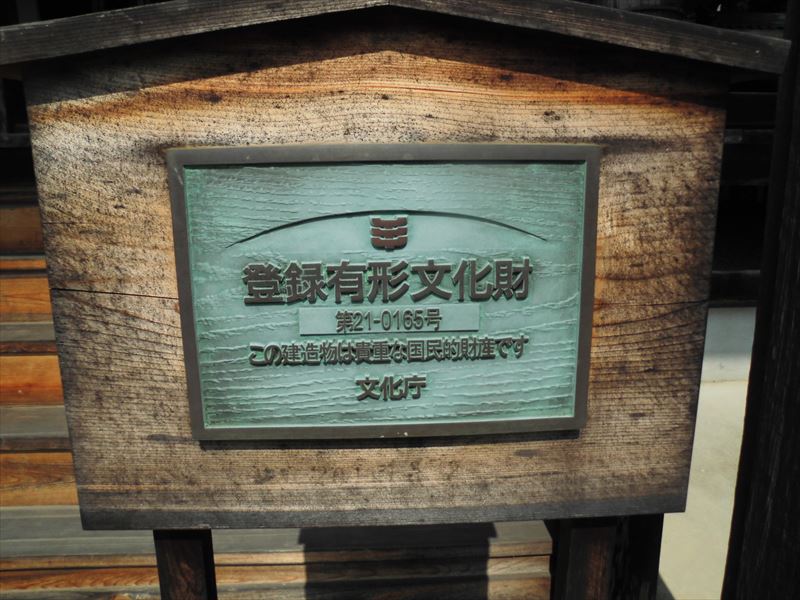 登録有形文化財
第21-0165号
この建造物は貴重な国民的財産です
文化庁